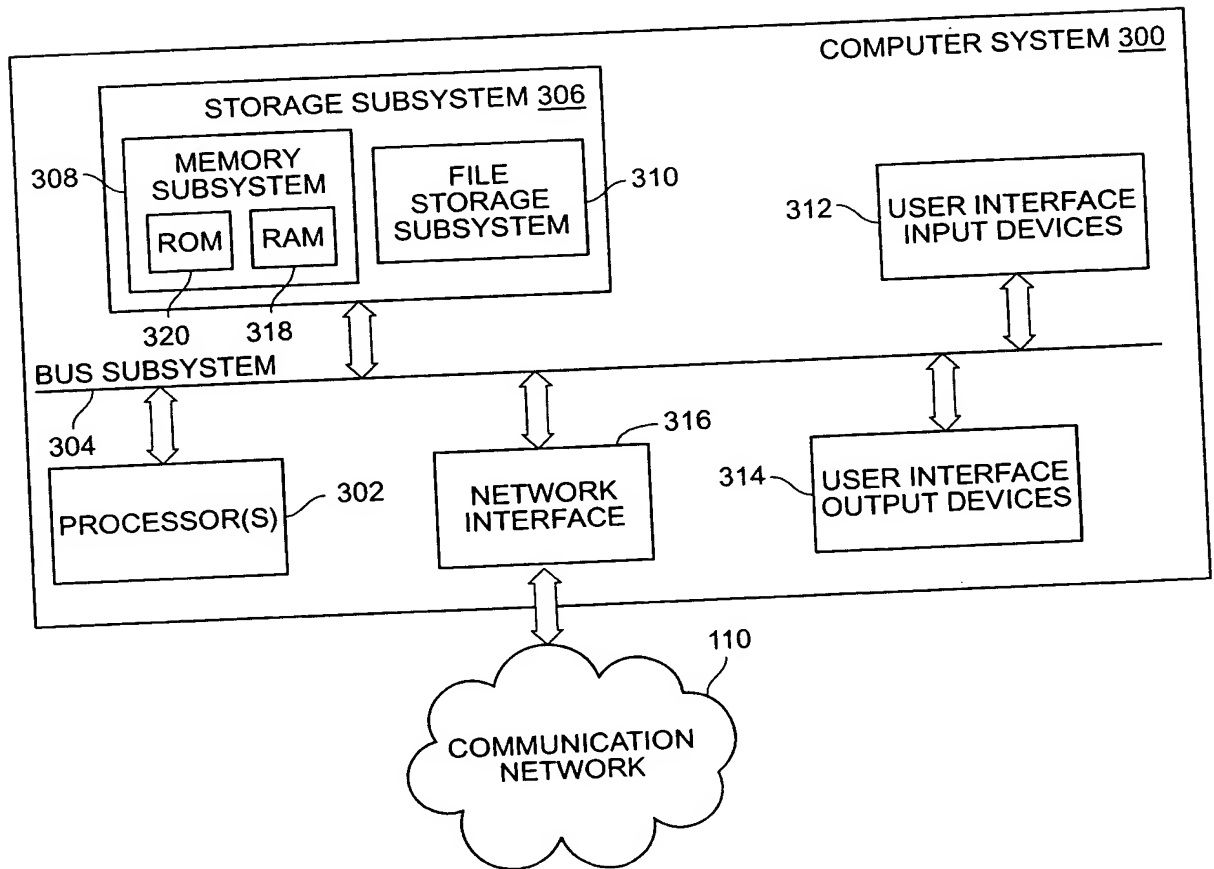 COMPUTER SYSTEM 300
STORAGE SUBSYSTEM 306
308
MEMORY
SUBSYSTEM
ROM
RAM
320
318
FILE
STORAGE
SUBSYSTEM
310
312
USER INTERFACE
INPUT DEVICES
BUS SUBSYSTEM
304
PROCESSOR(S)
302
316
NETWORK
INTERFACE
314
USER INTERFACE
OUTPUT DEVICES
110
COMMUNICATION
NETWORK